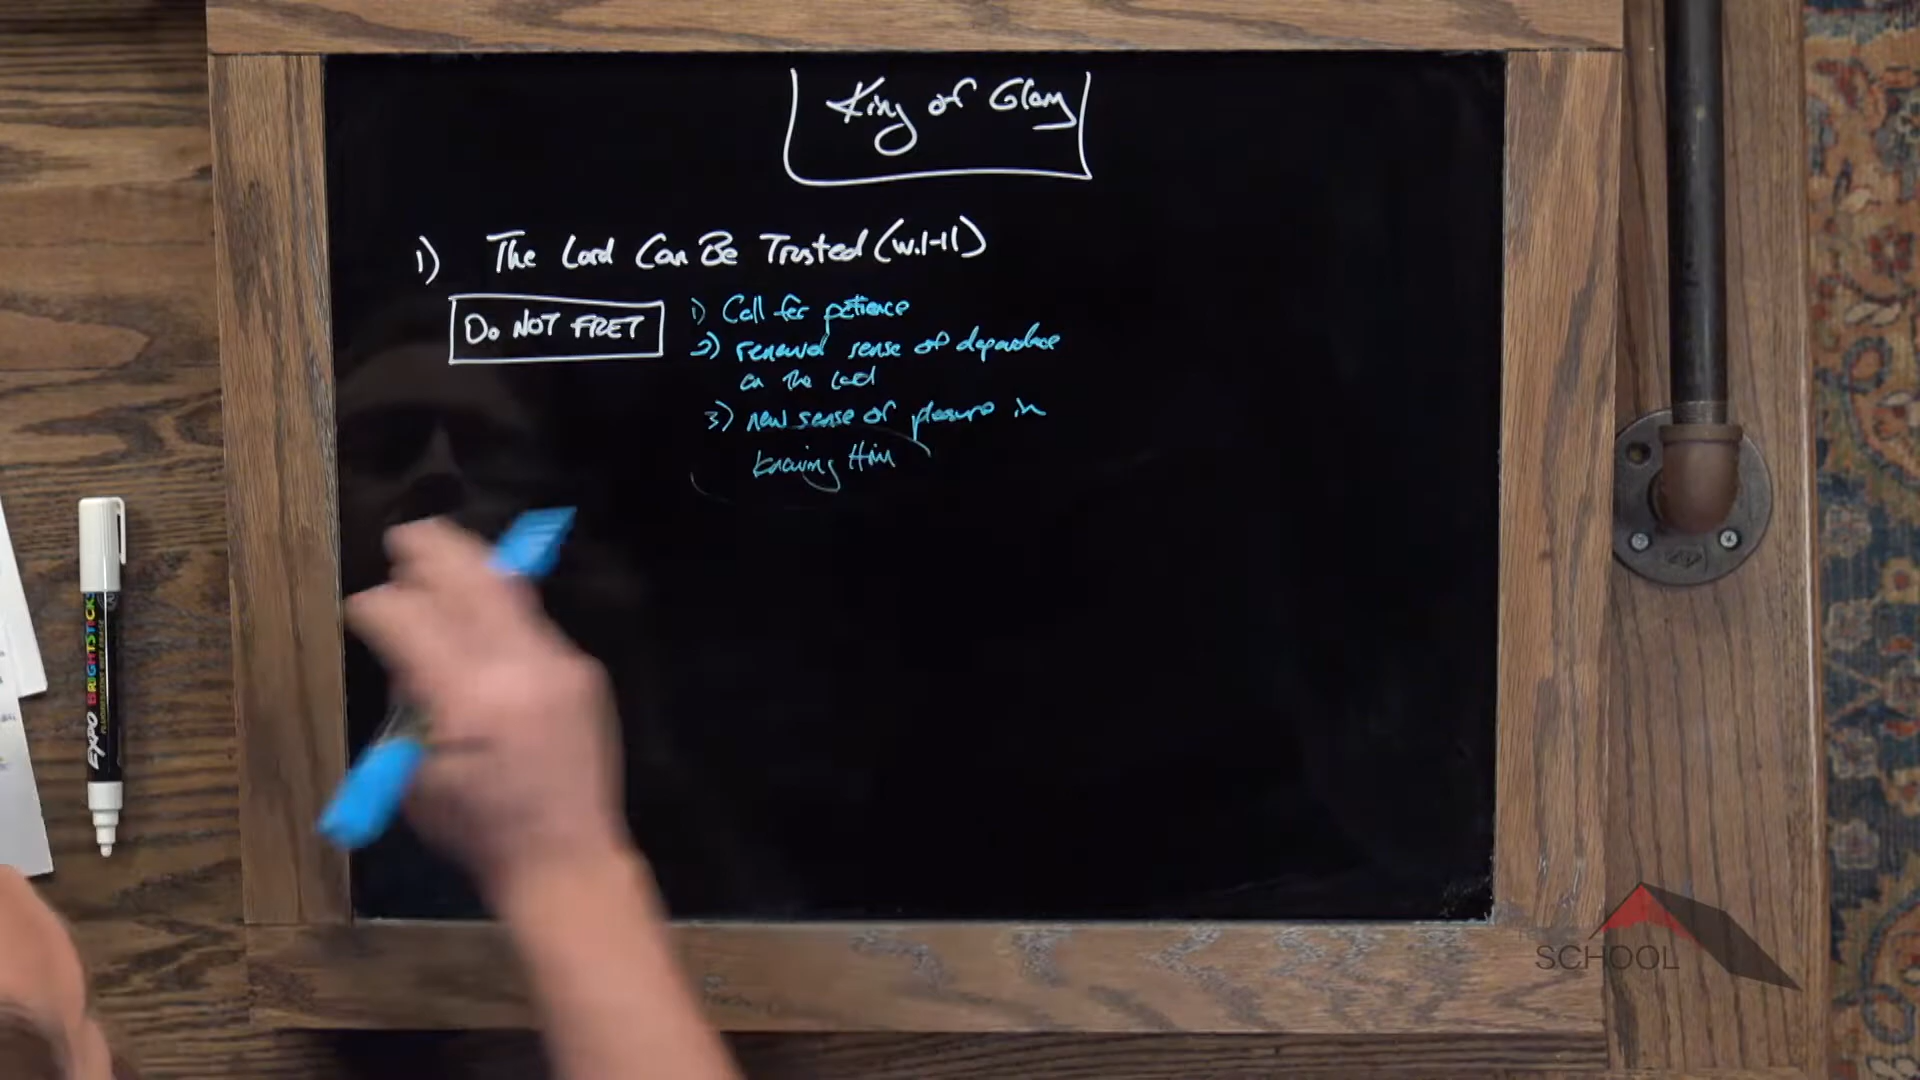 King of Glory
1) The Lord Can Be Trusted (vv.1-11)
Do NOT FRET
1) Call for patience
2) renewed sense of dependence
on the Lord
3) new sense of pleasure in
knowing Him
EXPO BRIGHTSTICKS
SCHOOL